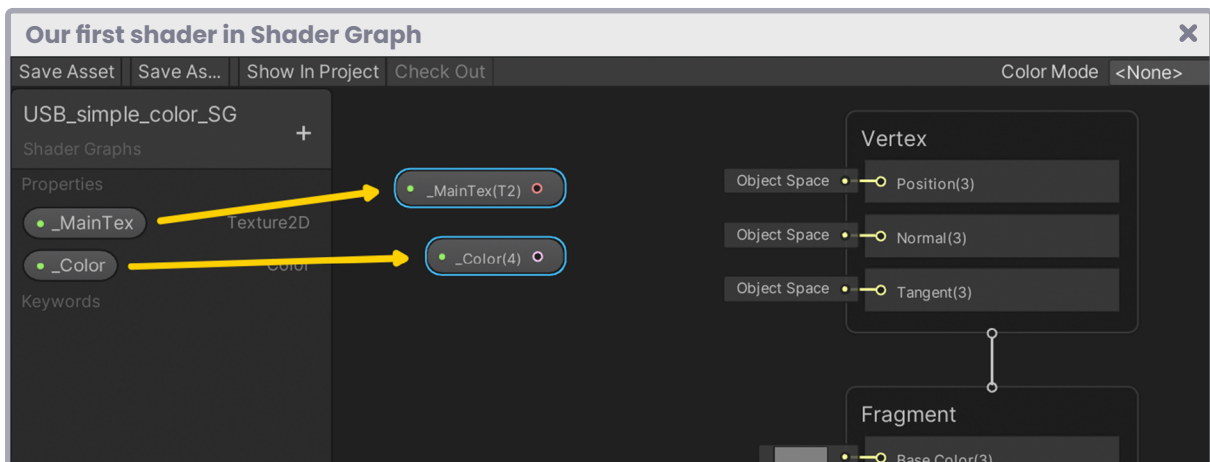 Our first shader in Shader Graph
Save Asset Save As... Show In Project Check Out Color Mode <None>
USB_simple_color_SG
Shader Graphs
Properties
_MainTex Texture2D
_Color Color
Keywords
_MainTex(T2)
_Color(4)
Vertex
Object Space Position(3)
Object Space Normal(3)
Object Space Tangent(3)
Fragment
Base Color(3)